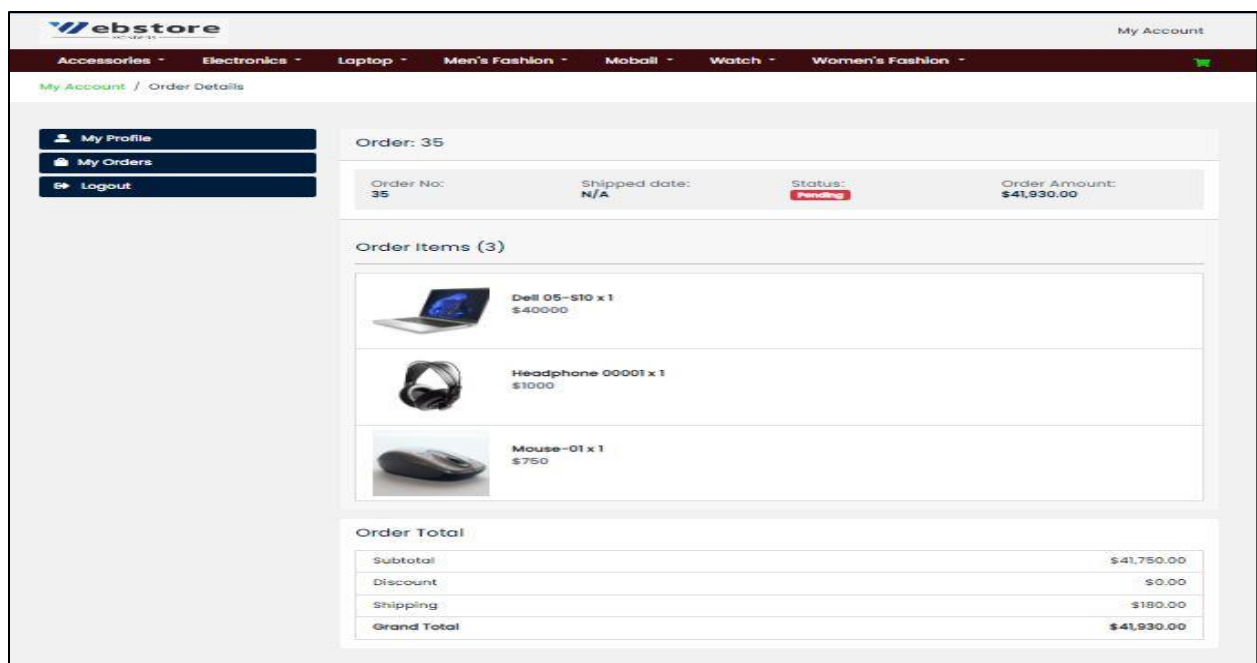 Webstore
My Account
Accessories Electronics Laptop Men's Fashion Mobail Watch Women's Fashion
My Account / Order Details
My Profile
My Orders
Logout
Order: 35
Order No: Shipped date: Status: Order Amount:
35 N/A Pending $41,930.00
Order Items (3)
Dell 05-S10 x 1
$40000
Headphone 00001 x 1
$1000
Mouse-01 x 1
$750
Order Total
Subtotal $41,750.00
Discount $0.00
Shipping $180.00
Grand Total $41,930.00